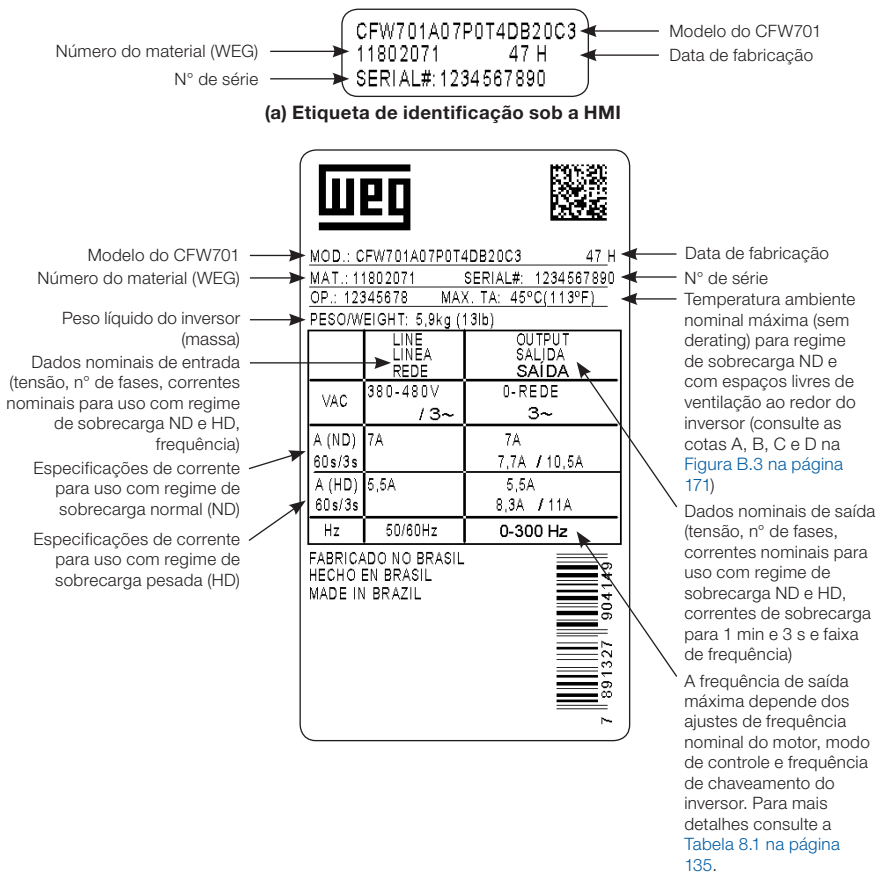 CFW701A07P0T4DB20C3
11802071 47 H
SERIAL#: 1234567890
Número do material (WEG)
N° de série
Modelo do CFW701
Data de fabricação
(a) Etiqueta de identificação sob a HMI
weg
MOD.: CFW701A07P0T4DB20C3 47 H
MAT.: 11802071 SERIAL#: 1234567890
OP.: 12345678 MAX. TA: 45°C(113°F)
PESO/WEIGHT: 5,9kg (13lb)
LINE
LINEA
REDE
OUTPUT
SALIDA
SAÍDA
VAC
380-480V
/ 3~
0-REDE
3~
A (ND)
60s/3s
7A
7A
7,7A / 10,5A
A (HD)
60s/3s
5,5A
5,5A
8,3A / 11A
Hz 50/60Hz 0-300 Hz
FABRICADO NO BRASIL
HECHO EN BRASIL
MADE IN BRAZIL
7 891327 904149
Modelo do CFW701
Número do material (WEG)
Peso líquido do inversor
(massa)
Dados nominais de entrada
(tensão, n° de fases, correntes
nominais para uso com regime
de sobrecarga ND e HD,
frequência)
Especificações de corrente
para uso com regime de
sobrecarga normal (ND)
Especificações de corrente
para uso com regime de
sobrecarga pesada (HD)
Data de fabricação
N° de série
Temperatura ambiente
nominal máxima (sem
derating) para regime
de sobrecarga ND e
com espaços livres de
ventilação ao redor do
inversor (consulte as
cotas A, B, C e D na
Figura B.3 na página
171)
Dados nominais de saída
(tensão, n° de fases,
correntes nominais para
uso com regime de
sobrecarga ND e HD,
correntes de sobrecarga
para 1 min e 3 s e faixa
de frequência)
A frequência de saída
máxima depende dos
ajustes de frequência
nominal do motor, modo
de controle e frequência
de chaveamento do
inversor. Para mais
detalhes consulte a
Tabela 8.1 na página
135.